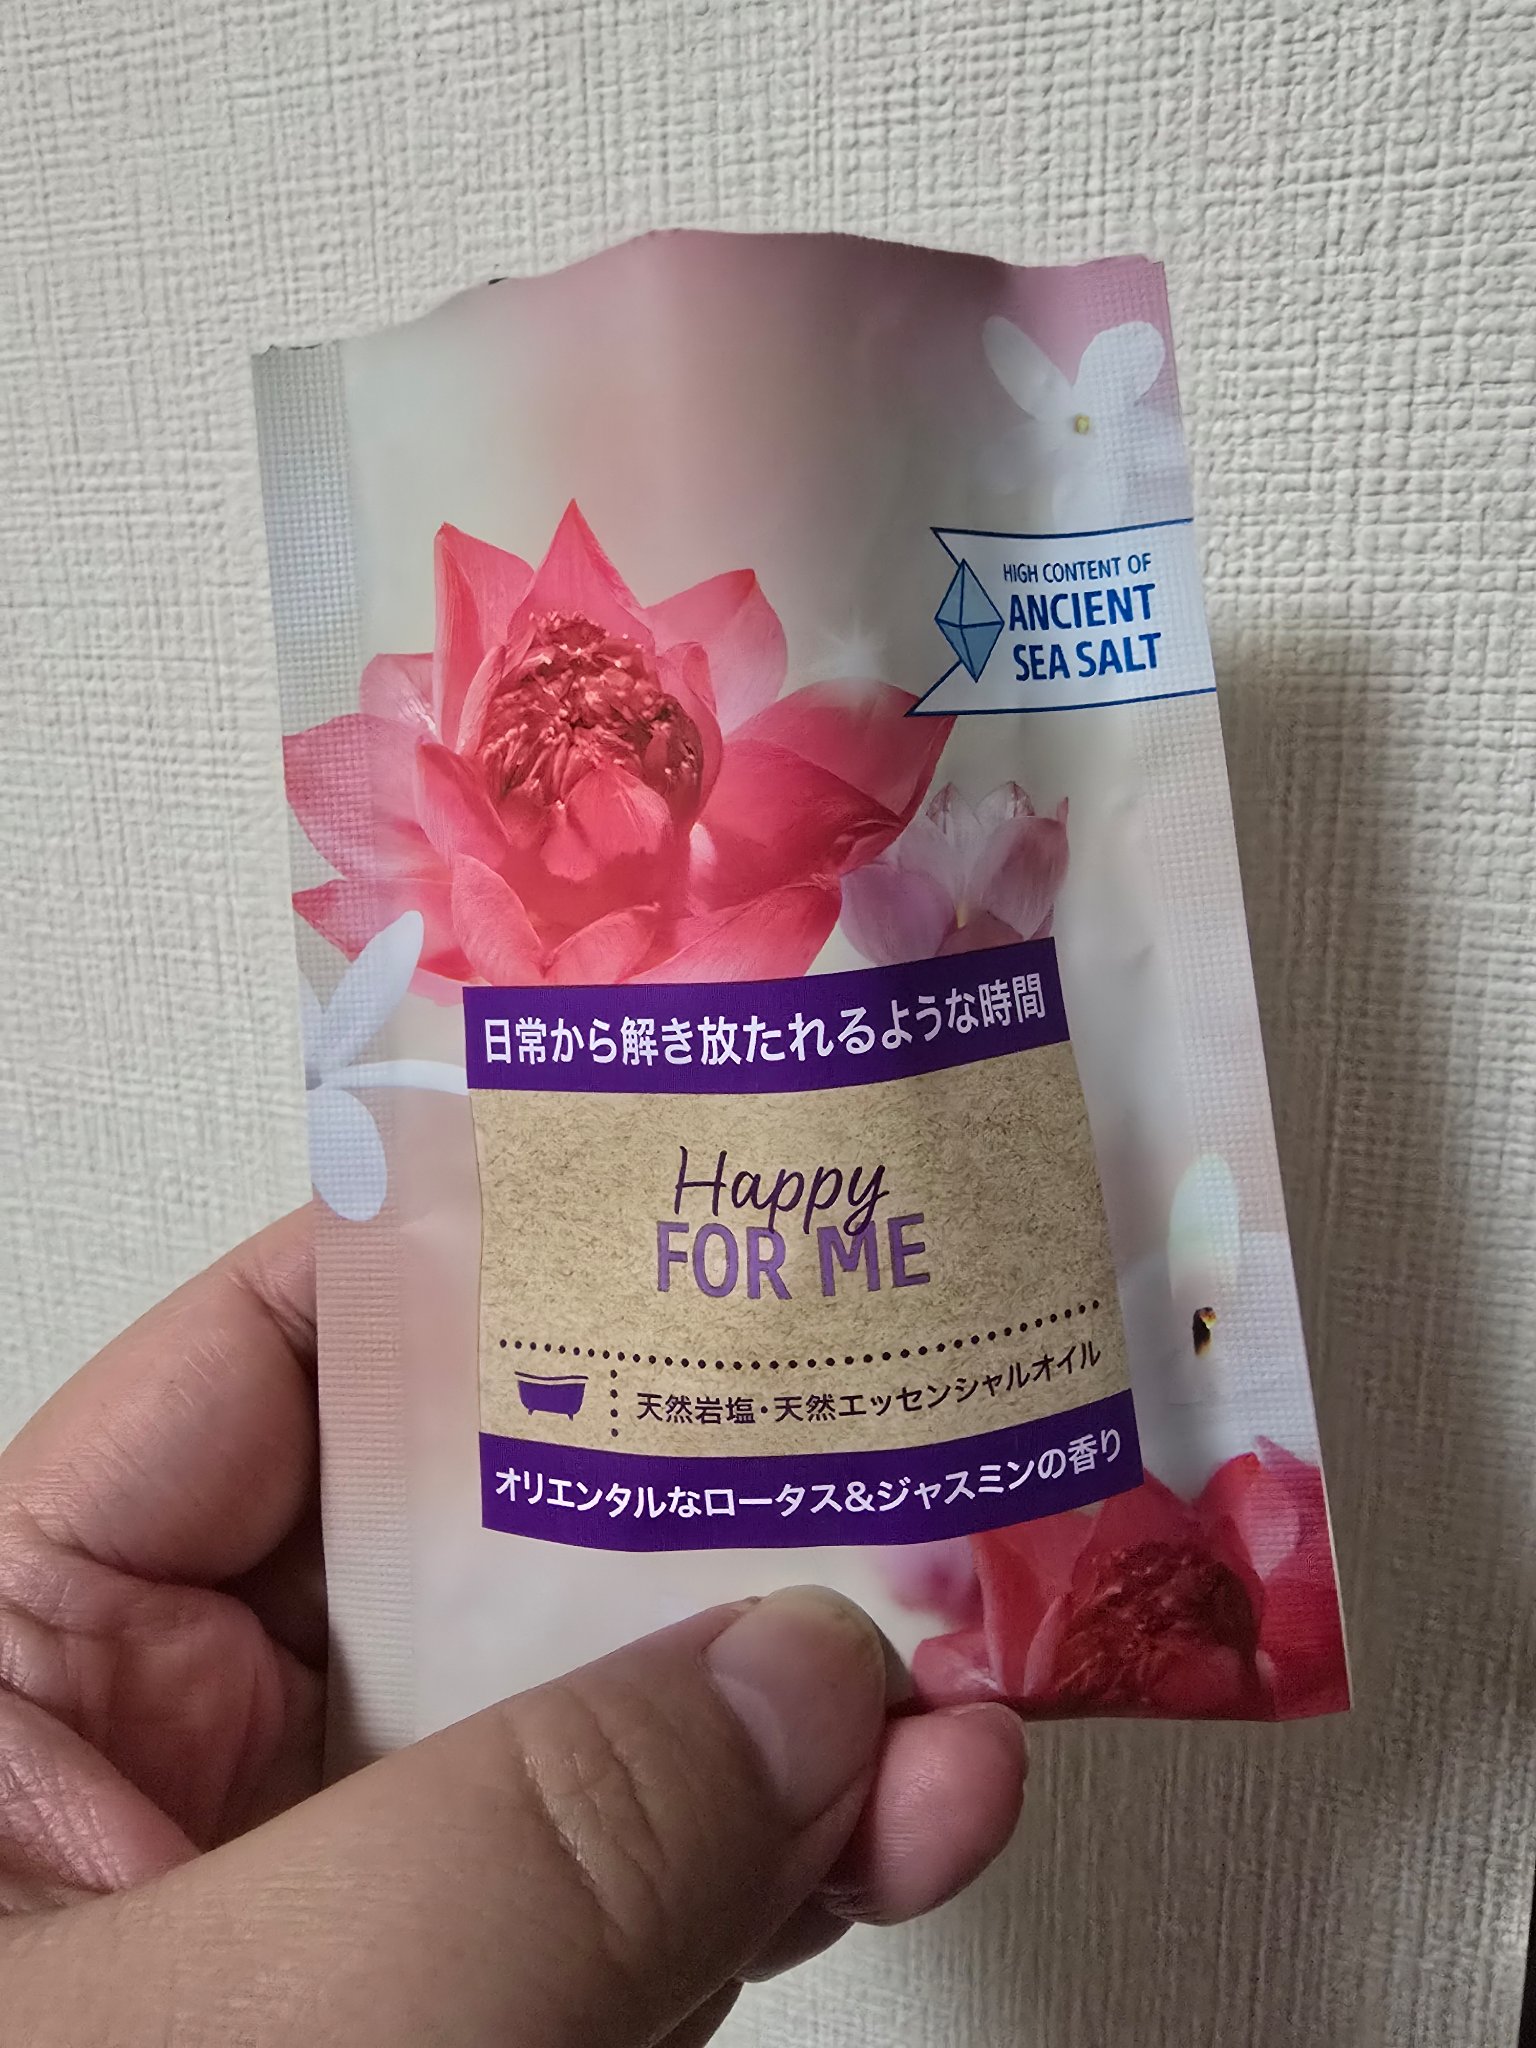 HIGH CONTENT OF
ANCIENT
SEA SALT
日常から解き放たれるような時間
Happy
FOR ME
天然岩塩・天然エッセンシャルオイル
オリエンタルなロータス&ジャスミンの香り